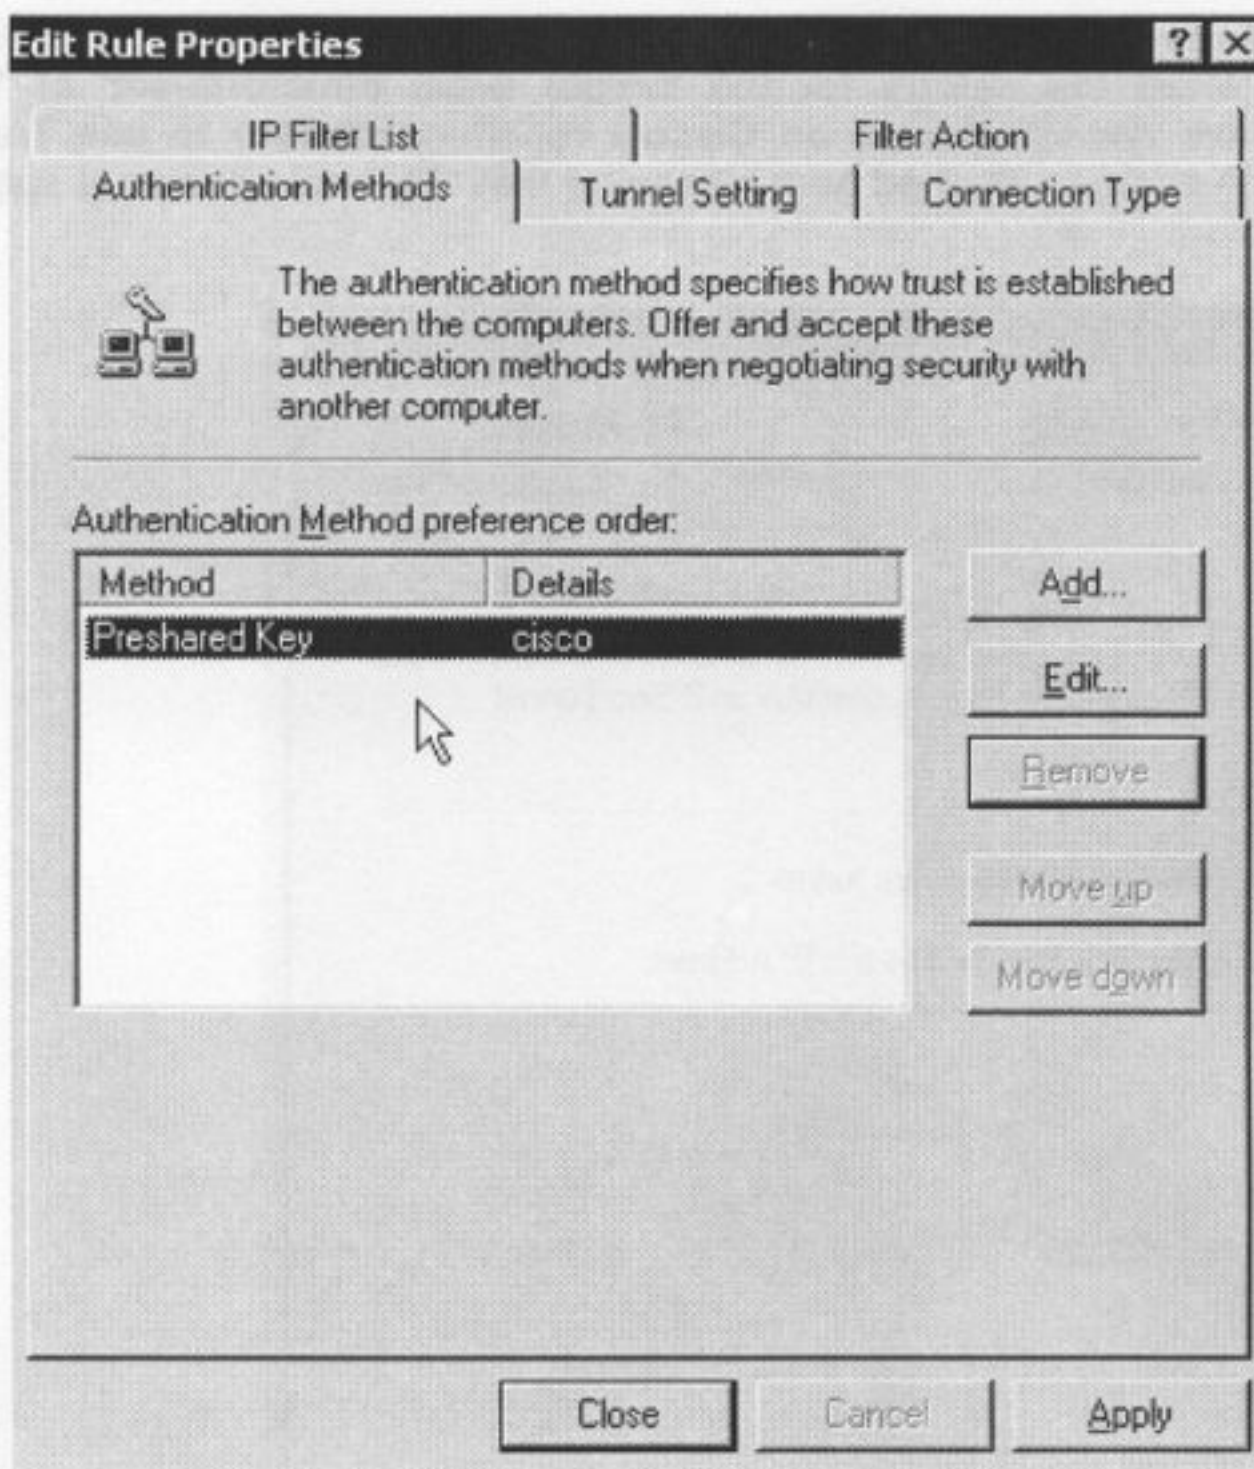 Edit Rule Properties
? ×
IP Filter List Filter Action
Authentication Methods Tunnel Setting Connection Type
The authentication method specifies how trust is established
between the computers. Offer and accept these
authentication methods when negotiating security with
another computer.
Authentication Method preference order:
Method Details
Preshared Key cisco
Add...
Edit...
Remove
Move up
Move down
Close Cancel Apply